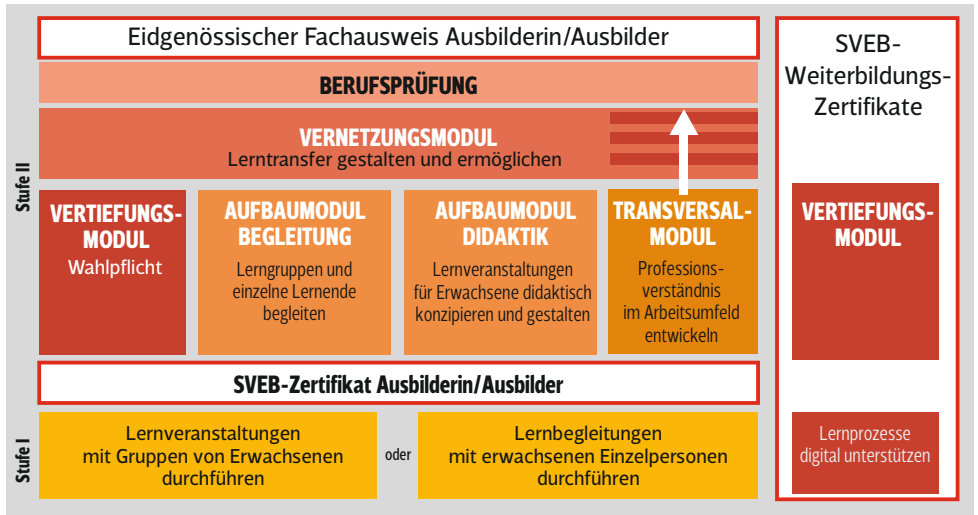 Eidgenössischer Fachausweis Ausbilderin/Ausbilder
BERUFSPRÜFUNG
VERNETZUNGSMODUL
Lerntransfer gestalten und ermöglichen
Stufe II
VERTIEFUNGS-
MODUL
Wahlpflicht
AUFBAUMODUL
BEGLEITUNG
Lerngruppen und
einzelne Lernende
begleiten
AUFBAUMODUL
DIDAKTIK
Lernveranstaltungen
für Erwachsene didaktisch
konzipieren und gestalten
TRANSVERSAL-
MODUL
Professions-
verständnis
im Arbeitsumfeld
entwickeln
SVEB-Zertifikat Ausbilderin/Ausbilder
Stufe I
Lernveranstaltungen
mit Gruppen von Erwachsenen
durchführen
oder
Lernbegleitungen
mit erwachsenen Einzelpersonen
durchführen
SVEB-
Weiterbildungs-
Zertifikate
VERTIEFUNGS-
MODUL
Lernprozesse
digital unterstützen